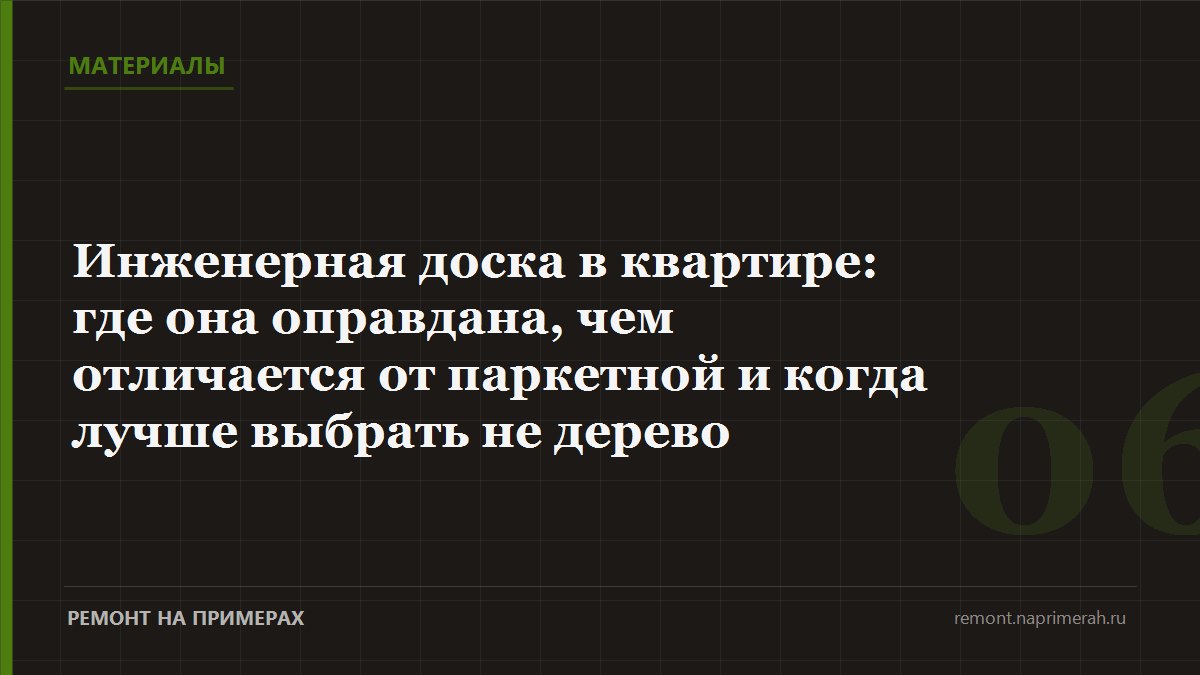 МАТЕРИАЛЫ
Инженерная доска в квартире:
где она оправдана, чем
отличается от паркетной и когда
лучше выбрать не дерево
06
РЕМОНТ НА ПРИМЕРАХ
remont.naprimerah.ru